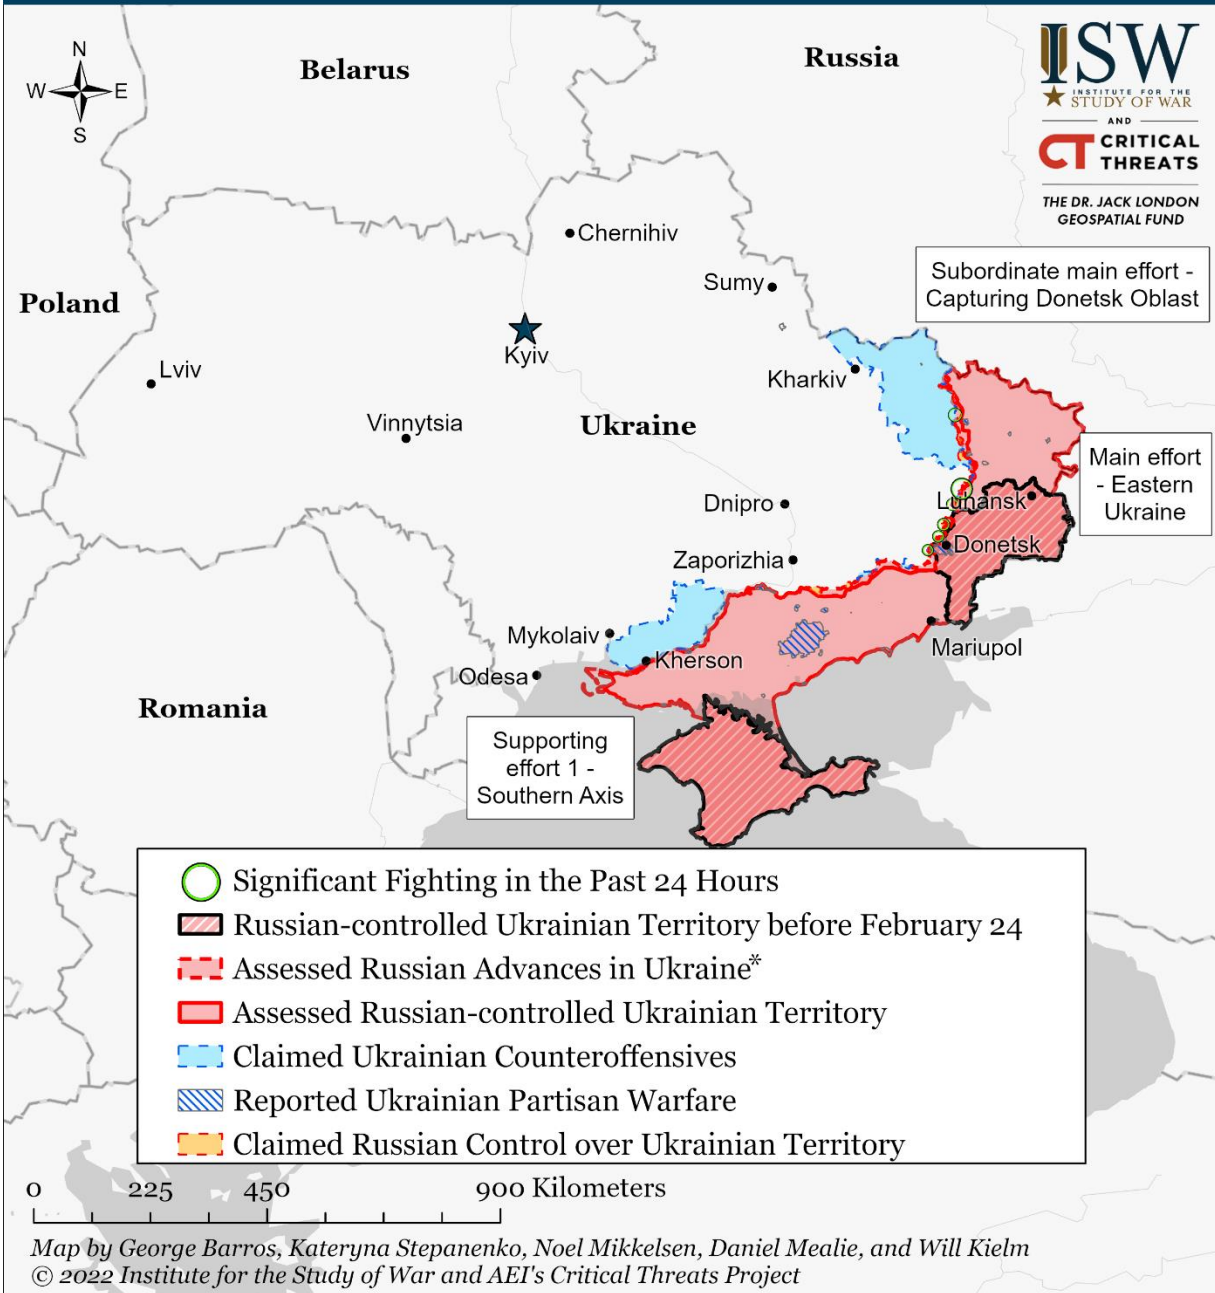 N
W
E
S
Belarus
Russia
ISW
INSTITUTE FOR THE
STUDY OF WAR
AND
CT CRITICAL
THREATS
THE DR. JACK LONDON
GEOSPATIAL FUND
Chernihiv
Sumy
Subordinate main effort -
Capturing Donetsk Oblast
Poland
Kyiv
Lviv
Kharkiv
Vinnytsia
Ukraine
Main effort
- Eastern
Ukraine
Luhansk
Dnipro
Donetsk
Zaporizhia
Mykolaiv
Mariupol
Kherson
Odesa
Romania
Supporting
effort 1 -
Southern Axis
Significant Fighting in the Past 24 Hours
Russian-controlled Ukrainian Territory before February 24
Assessed Russian Advances in Ukraine*
Assessed Russian-controlled Ukrainian Territory
Claimed Ukrainian Counteroffensives
Reported Ukrainian Partisan Warfare
Claimed Russian Control over Ukrainian Territory
0 225 450 900 Kilometers
Map by George Barros, Kateryna Stepanenko, Noel Mikkelsen, Daniel Mealie, and Will Kielm
© 2022 Institute for the Study of War and AEI's Critical Threats Project